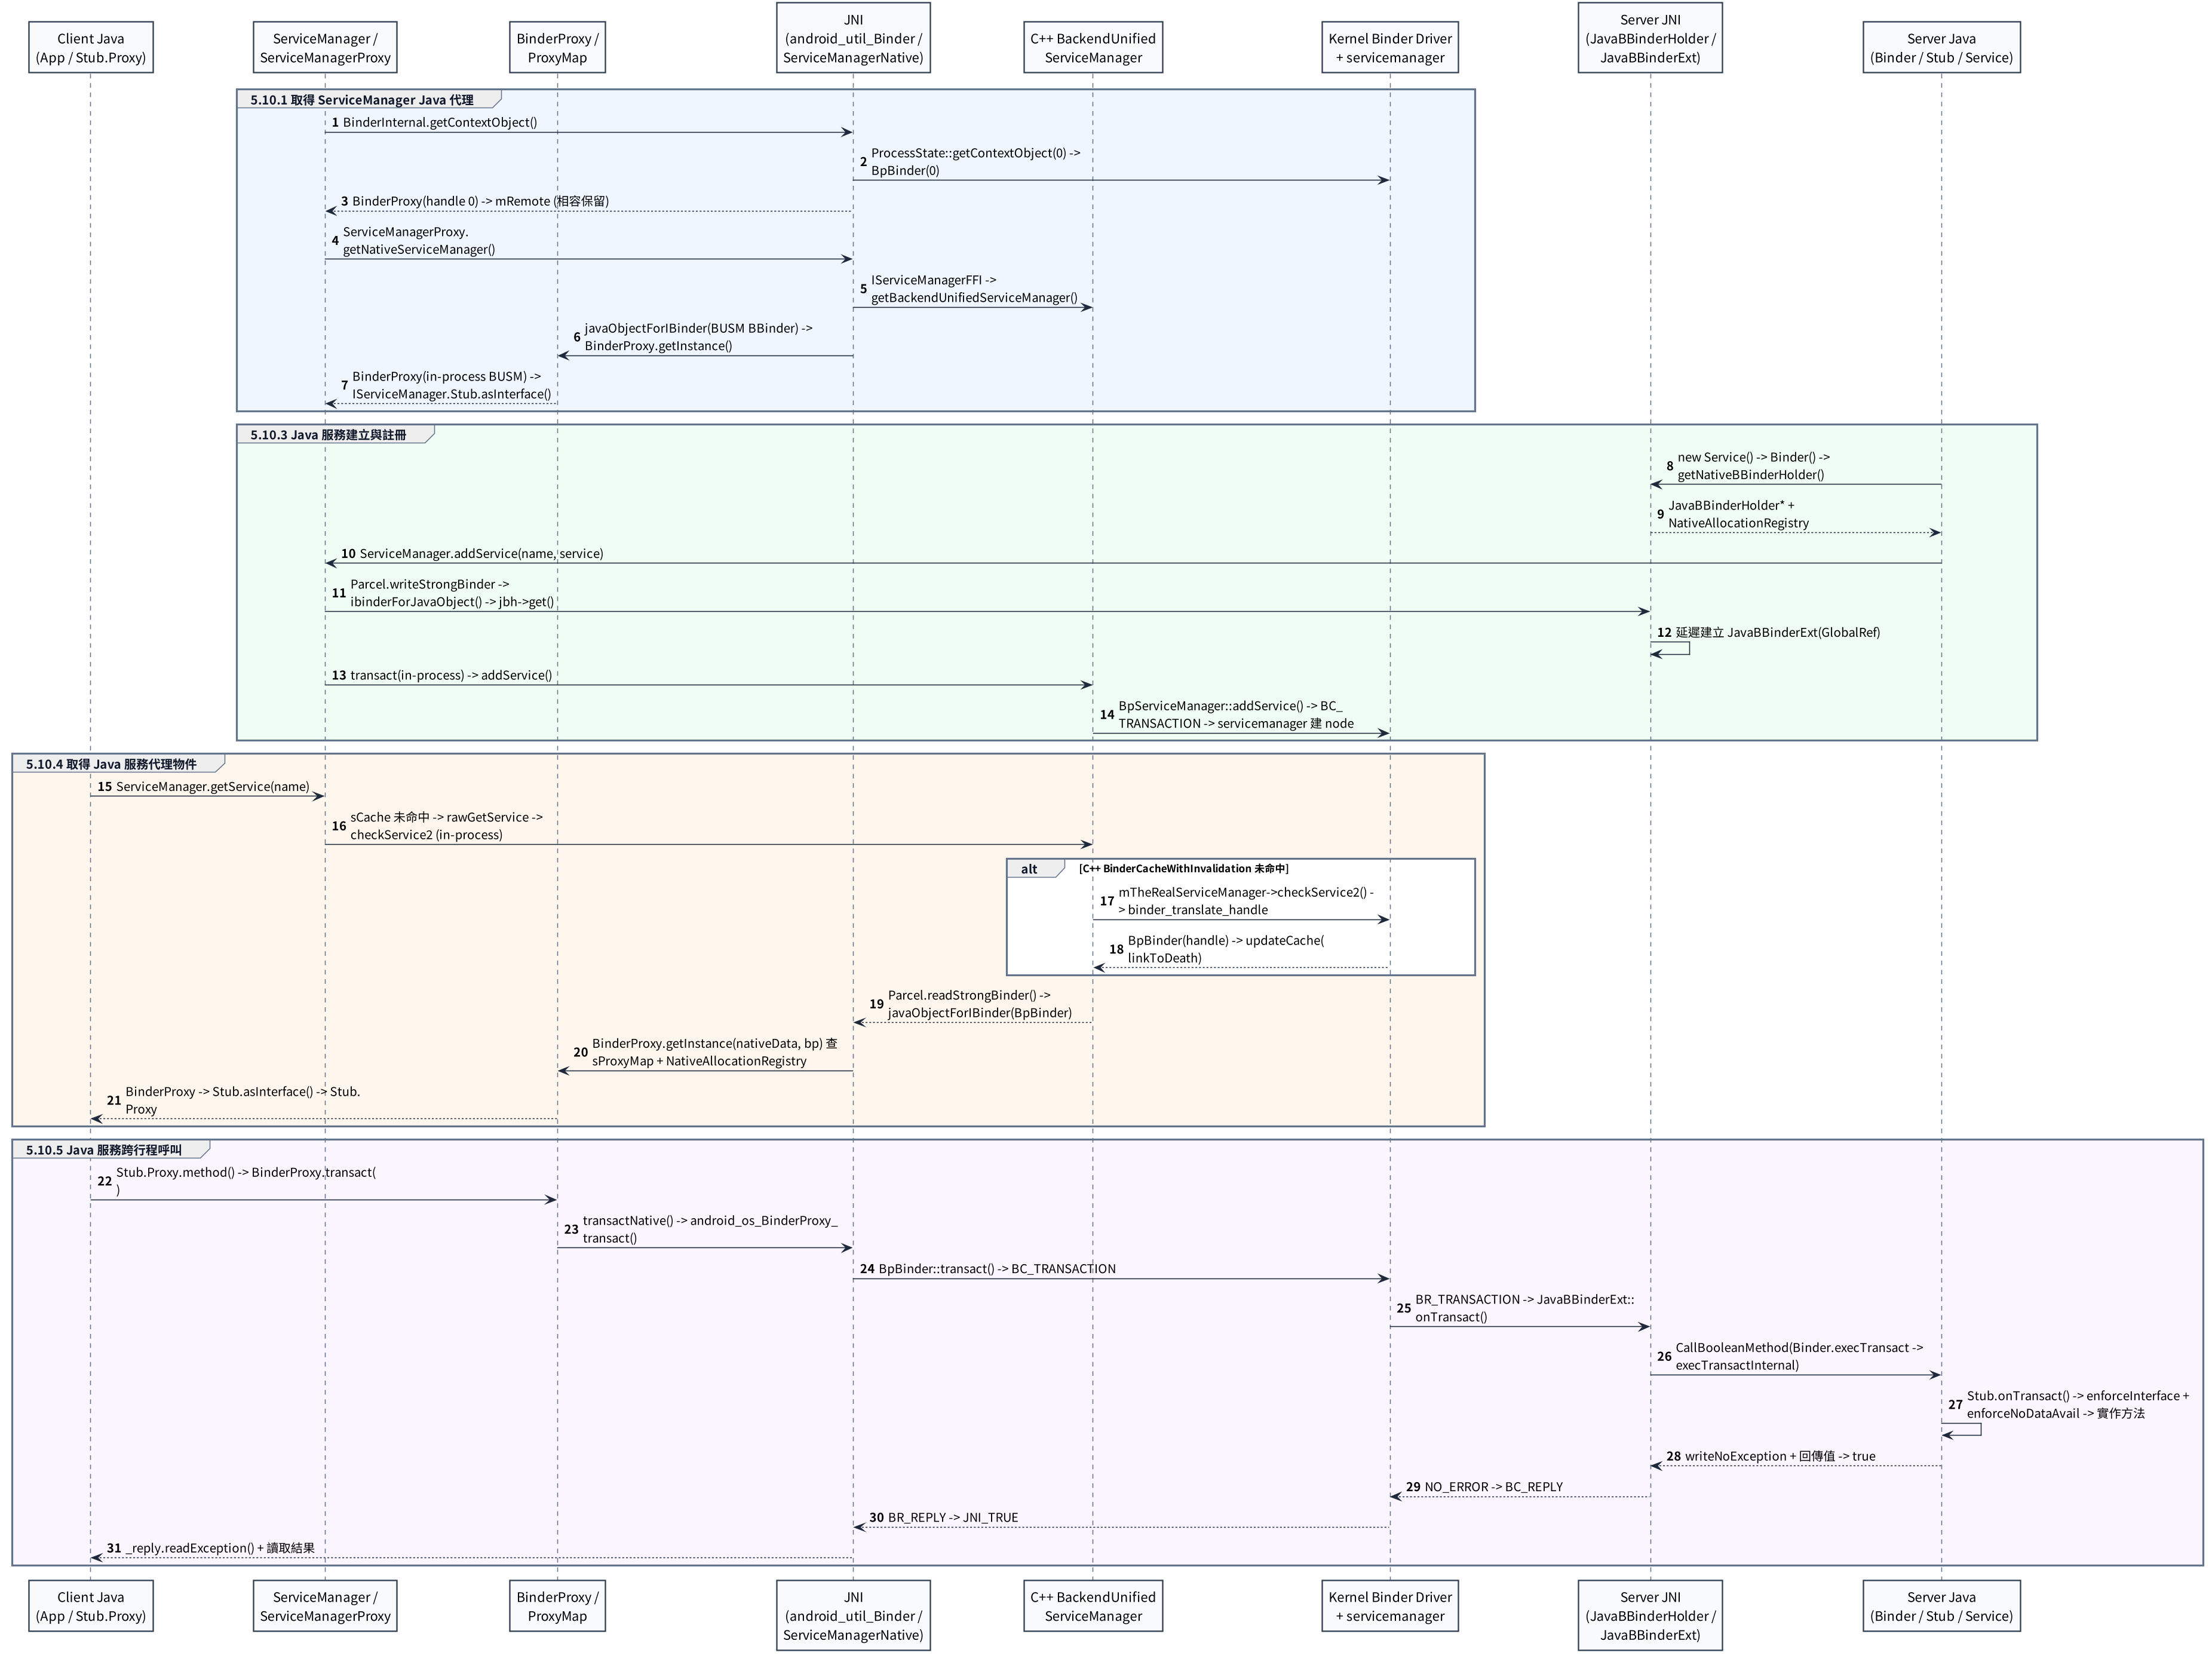 Client Java
(App / Stub.Proxy)
ServiceManager /
ServiceManagerProxy
BinderProxy /
ProxyMap
JNI
(android_util_Binder /
ServiceManagerNative)
C++ BackendUnified
ServiceManager
Kernel Binder Driver
+ servicemanager
Server JNI
(JavaBBinderHolder /
JavaBBinderExt)
Server Java
(Binder / Stub / Service)
5.10.1 取得 ServiceManager Java 代理
1 BinderInternal.getContextObject()
2 ProcessState::getContextObject(0) ->
BpBinder(0)
3 BinderProxy(handle 0) -> mRemote (相容保留)
4 ServiceManagerProxy.
getNativeServiceManager()
5 IServiceManagerFFI ->
getBackendUnifiedServiceManager()
6 javaObjectForIBinder(BUSM BBinder) ->
BinderProxy.getInstance()
7 BinderProxy(in-process BUSM) ->
IServiceManager.Stub.asInterface()
5.10.3 Java 服務建立與註冊
8 new Service() -> Binder() ->
getNativeBBinderHolder()
9 JavaBBinderHolder* +
NativeAllocationRegistry
10 ServiceManager.addService(name, service)
11 Parcel.writeStrongBinder ->
ibinderForJavaObject() -> jbh->get()
12 延遲建立 JavaBBinderExt(GlobalRef)
13 transact(in-process) -> addService()
14 BpServiceManager::addService() -> BC_
TRANSACTION -> servicemanager 建 node
5.10.4 取得 Java 服務代理物件
15 ServiceManager.getService(name)
16 sCache 未命中 -> rawGetService ->
checkService2 (in-process)
alt [C++ BinderCacheWithInvalidation 未命中]
17 mTheRealServiceManager->checkService2() -
> binder_translate_handle
18 BpBinder(handle) -> updateCache(
linkToDeath)
19 Parcel.readStrongBinder() ->
javaObjectForIBinder(BpBinder)
20 BinderProxy.getInstance(nativeData, bp) 查
sProxyMap + NativeAllocationRegistry
21 BinderProxy -> Stub.asInterface() -> Stub.
Proxy
5.10.5 Java 服務跨行程呼叫
22 Stub.Proxy.method() -> BinderProxy.transact(
)
23 transactNative() -> android_os_BinderProxy_
transact()
24 BpBinder::transact() -> BC_TRANSACTION
25 BR_TRANSACTION -> JavaBBinderExt::
onTransact()
26 CallBooleanMethod(Binder.execTransact ->
execTransactInternal)
27 Stub.onTransact() -> enforceInterface +
enforceNoDataAvail -> 實作方法
28 writeNoException + 回傳值 -> true
29 NO_ERROR -> BC_REPLY
30 BR_REPLY -> JNI_TRUE
31 _reply.readException() + 讀取結果
Client Java
(App / Stub.Proxy)
ServiceManager /
ServiceManagerProxy
BinderProxy /
ProxyMap
JNI
(android_util_Binder /
ServiceManagerNative)
C++ BackendUnified
ServiceManager
Kernel Binder Driver
+ servicemanager
Server JNI
(JavaBBinderHolder /
JavaBBinderExt)
Server Java
(Binder / Stub / Service)